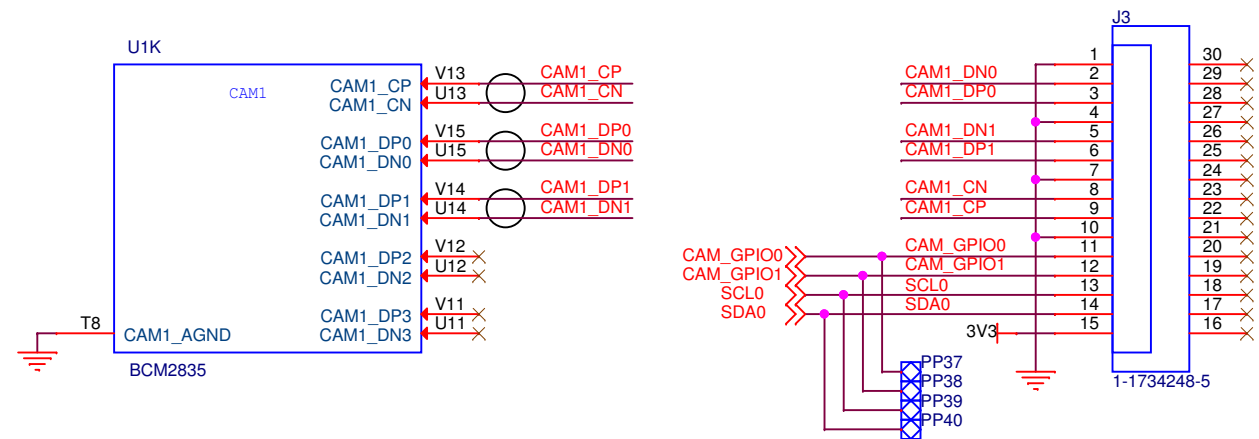 U1K
CAM1
CAM1_CP V13 CAM1_CP
CAM1_CN U13 CAM1_CN
CAM1_DP0 V15 CAM1_DP0
CAM1_DN0 U15 CAM1_DN0
CAM1_DP1 V14 CAM1_DP1
CAM1_DN1 U14 CAM1_DN1
CAM1_DP2 V12
CAM1_DN2 U12
CAM1_DP3 V11
T8 CAM1_AGND CAM1_DN3 U11
BCM2835
J3
1 30
CAM1_DN0 2 29
CAM1_DP0 3 28
4 27
CAM1_DN1 5 26
CAM1_DP1 6 25
7 24
CAM1_CN 8 23
CAM1_CP 9 22
10 21
CAM_GPIO0 CAM_GPIO0 11 20
CAM_GPIO1 CAM_GPIO1 12 19
SCL0 SCL0 13 18
SDA0 SDA0 14 17
3V3 15 16
PP37
PP38
PP39
PP40
1-1734248-5